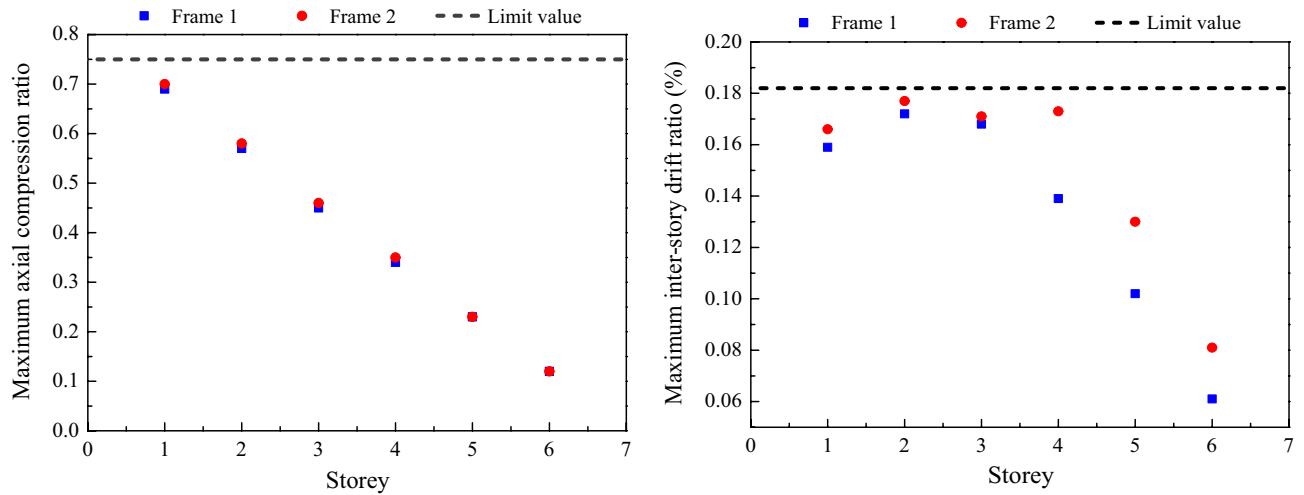 Frame 1 Frame 2 Limit value
0.8
0.7
0.6
0.5
0.4
0.3
0.2
0.1
0.0
0 1 2 3 4 5 6 7
Storey
Maximum axial compression ratio
Frame 1 Frame 2 Limit value
0.20
0.18
0.16
0.14
0.12
0.10
0.08
0.06
0 1 2 3 4 5 6 7
Storey
Maximum inter-story drift ratio (%)